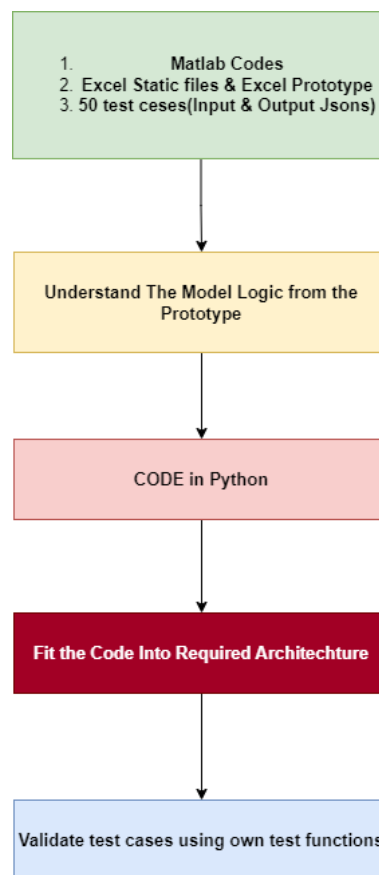 1. Matlab Codes
2. Excel Static files & Excel Prototype
3. 50 test ceses(Input & Output Jsons)
Understand The Model Logic from the
Prototype
CODE in Python
Fit the Code Into Required Architechture
Validate test cases using own test functions